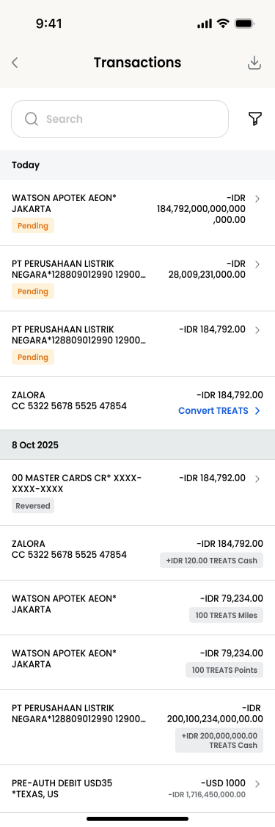 9:41
Transactions
Search
Today
WATSON APOTEK AEON*
JAKARTA
-IDR
184,792,000,000,000
,000.00
Pending
PT PERUSAHAAN LISTRIK
NEGARA*128809012990 12900...
-IDR
28,009,231,000.00
Pending
PT PERUSAHAAN LISTRIK
NEGARA*128809012990 12900...
-IDR 184,792.00
Pending
ZALORA
CC 5322 5678 5525 47854
-IDR 184,792.00
Convert TREATS
8 Oct 2025
00 MASTER CARDS CR* XXXX-
XXXX-XXXX
-IDR 184,792.00
Reversed
ZALORA
CC 5322 5678 5525 47854
-IDR 184,792.00
+IDR 120.00 TREATS Cash
WATSON APOTEK AEON*
JAKARTA
-IDR 79,234.00
100 TREATS Miles
WATSON APOTEK AEON*
JAKARTA
-IDR 79,234.00
100 TREATS Points
PT PERUSAHAAN LISTRIK
NEGARA*128809012990 12900...
-IDR
200,100,234,000,00.00
+IDR 200,000,000.00
TREATS Cash
PRE-AUTH DEBIT USD35
*TEXAS, US
-USD 1000
-IDR 1,716,450,000.00